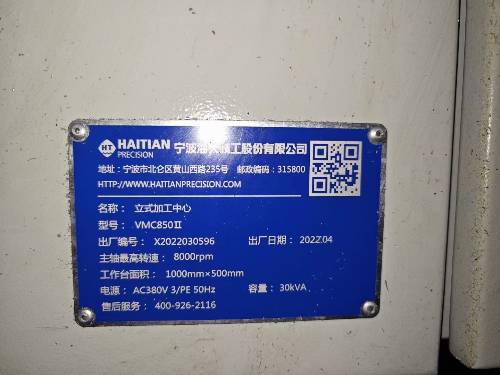 HT HAITIAN PRECISION 宁波海天精工股份有限公司
地址：宁波市北仑区黄山西路235号 邮政编码：315800
HTTP://WWW.HAITIANPRECISION.COM
名称：立式加工中心
型号：VMC850II
出厂编号：X2022030596 出厂日期：2022.04
主轴最高转速：8000rpm
工作台面积：1000mm×500mm
电源：AC380V 3/PE 50Hz 容量：30kVA
售后服务：400-926-2116